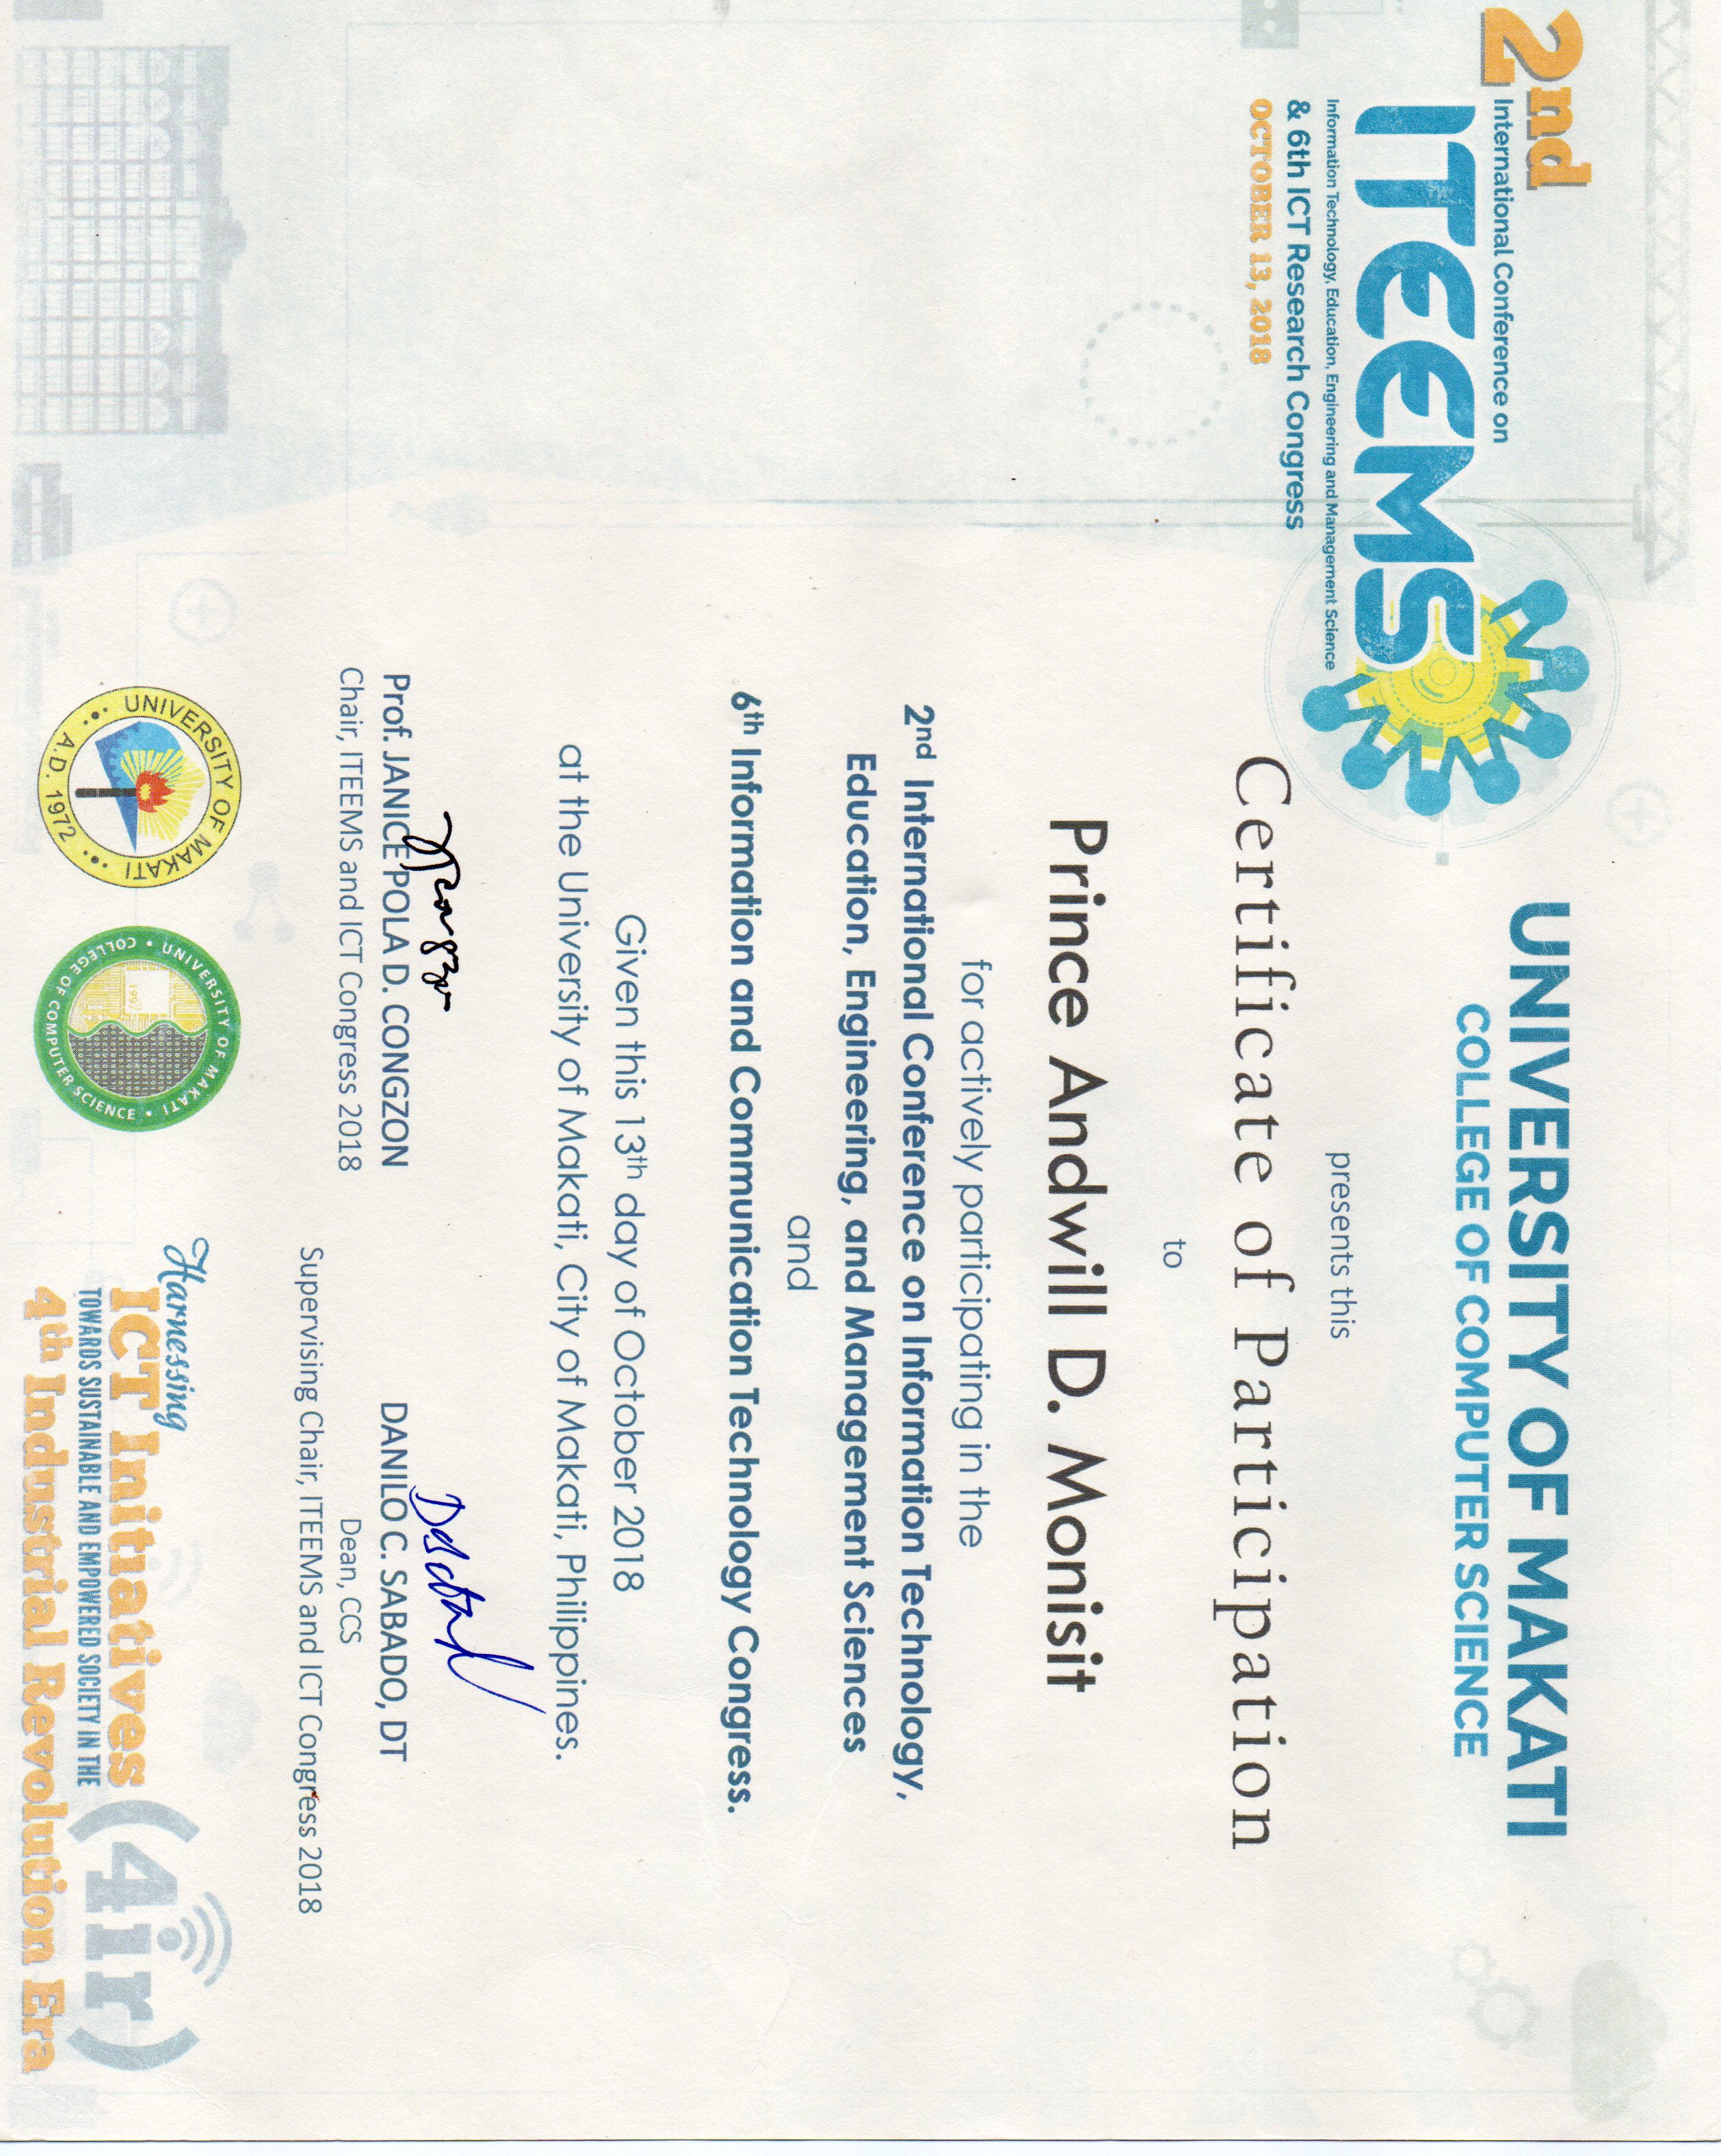 2nd
International Conference on
ITEEMS
Information Technology, Education, Engineering and Management Science
& 6th ICT Research Congress
OCTOBER 13, 2018
UNIVERSITY OF MAKATI
COLLEGE OF COMPUTER SCIENCE
presents this
Certificate of Participation
to
Prince Andwill D. Monisit
for actively participating in the
2nd International Conference on Information Technology,
Education, Engineering, and Management Sciences
and
6th Information and Communication Technology Congress.
Given this 13th day of October 2018
at the University of Makati, City of Makati, Philippines.
Prof. JANICE POLA D. CONGZON
Chair, ITEEMS and ICT Congress 2018
DANILO C. SABADO, DT
Dean, CCS
Supervising Chair, ITEEMS and ICT Congress 2018
UNIVERSITY OF MAKATI
A.D. 1972
UNIVERSITY OF MAKATI
1997
COLLEGE OF COMPUTER SCIENCE
Harnessing
ICT Initiatives
TOWARDS SUSTAINABLE AND EMPOWERED SOCIETY IN THE
4th Industrial Revolution Era
(4ir)